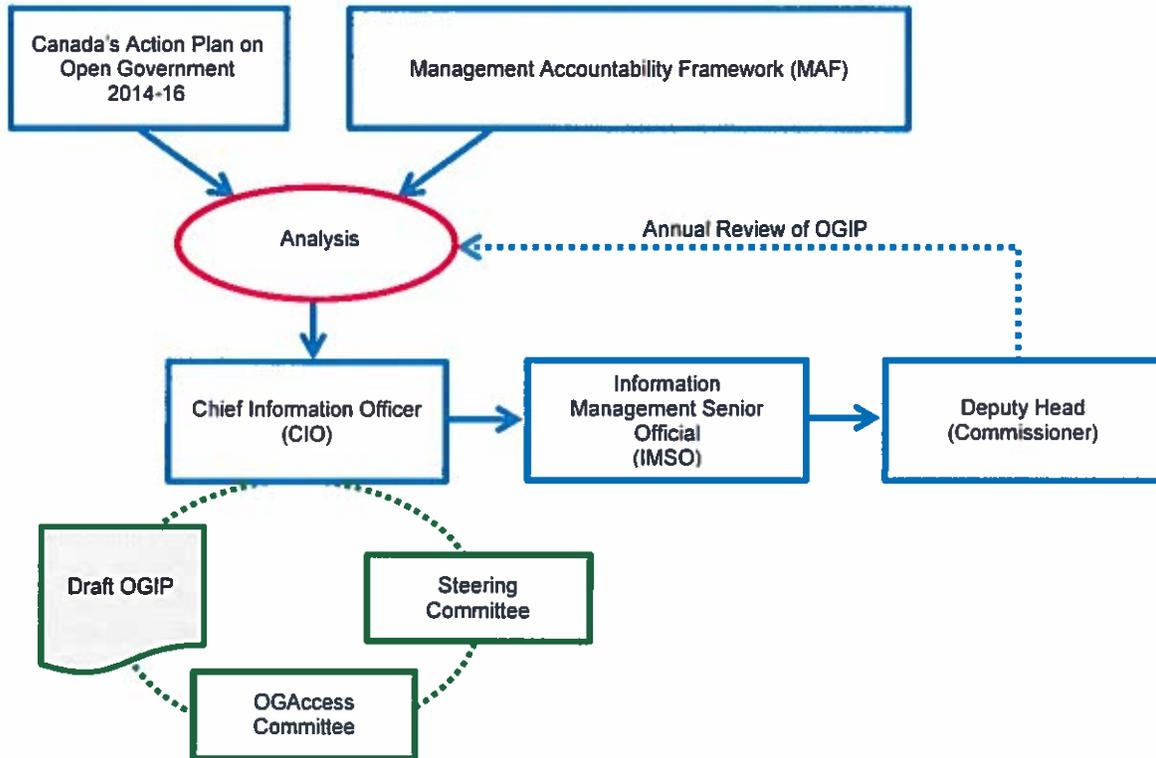 Canada's Action Plan on
Open Government
2014-16
Management Accountability Framework (MAF)
Analysis
Annual Review of OGIP
Chief Information Officer
(CIO)
Information
Management Senior
Official
(IMSO)
Deputy Head
(Commissioner)
Draft OGIP
Steering
Committee
OGAccess
Committee